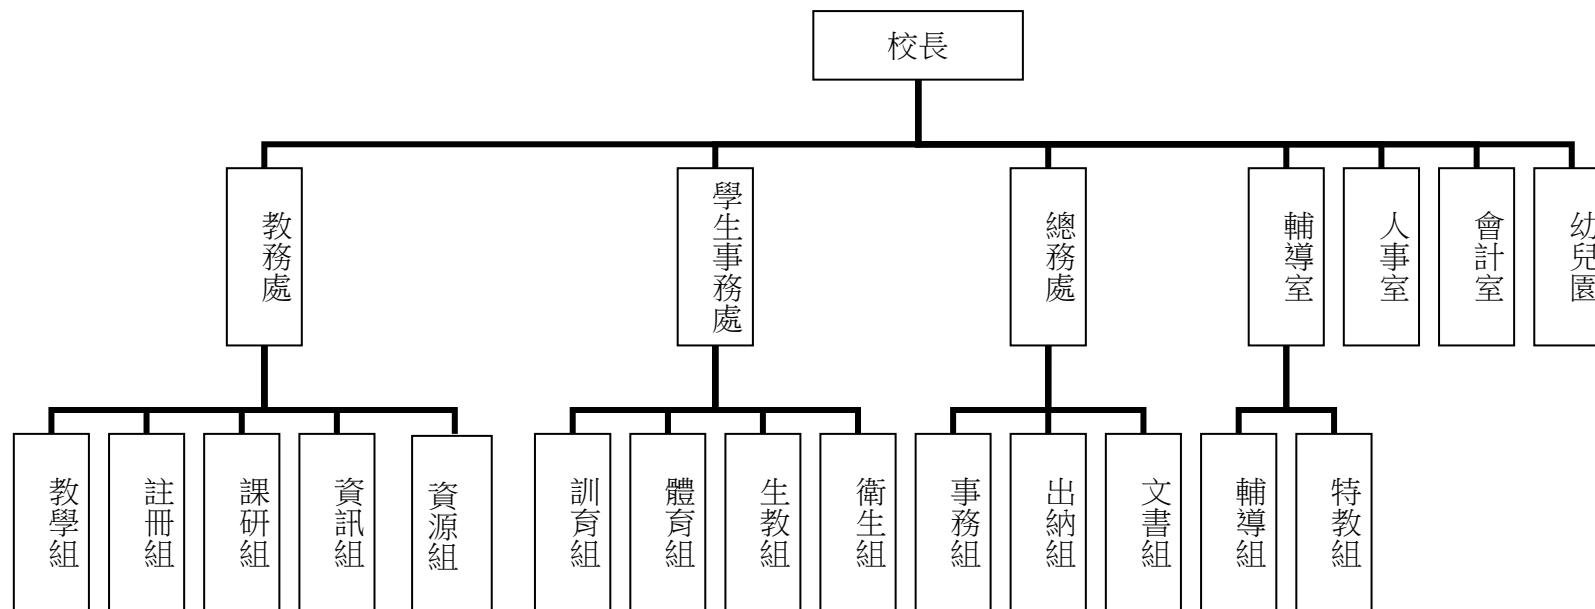 校長
教務處
學生事務處
總務處
輔導室
人事室
會計室
幼兒園
教學組
註冊組
課研組
資訊組
資源組
訓育組
體育組
生教組
衛生組
事務組
出納組
文書組
輔導組
特教組